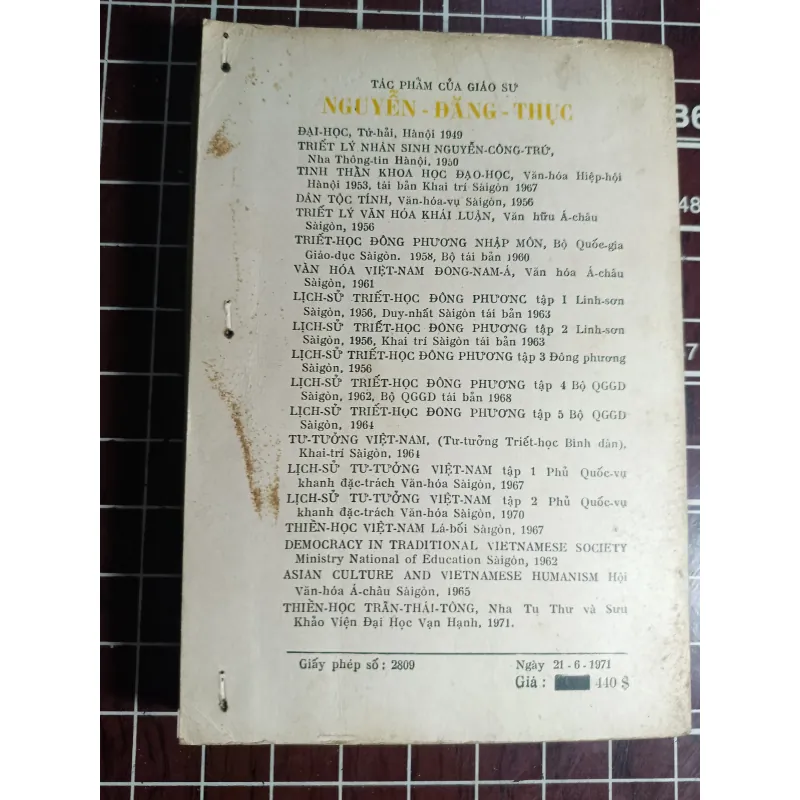 TÁC PHẨM CỦA GIÁO SƯ
NGUYỄN - ĐĂNG - THỤC
ĐẠI-HỌC, Tứ-hải, Hànội 1949
TRIẾT LÝ NHÂN SINH NGUYỄN-CÔNG-TRỨ,
Nha Thông-tin Hànội, 1950
TINH THẦN KHOA HỌC ĐẠO-HỌC, Văn-hóa Hiệp-hội
Hànội 1953, tái bản Khai trí Sàigòn 1967
DÂN TỘC TÍNH, Văn-hóa-vụ Sàigòn, 1956
TRIẾT LÝ VĂN HÓA KHÁI LUẬN, Văn hữu Á-châu
Sàigòn, 1956
TRIẾT-HỌC ĐÔNG PHƯƠNG NHẬP MÔN, Bộ Quốc-gia
Giáo-dục Sàigòn. 1958, Bộ tái bản 1960
VĂN HÓA VIỆT-NAM ĐÔNG-NAM-Á, Văn hóa Á-châu
Sàigòn, 1961
LỊCH-SỬ TRIẾT-HỌC ĐÔNG PHƯƠNG tập 1 Linh-sơn
Sàigòn, 1956, Duy-nhất Sàigòn tái bản 1963
LỊCH-SỬ TRIẾT-HỌC ĐÔNG PHƯƠNG tập 2 Linh-sơn
Sàigòn, 1956, Khai trí Sàigòn tái bản 1963
LỊCH-SỬ TRIẾT-HỌC ĐÔNG PHƯƠNG tập 3 Đông phương
Sàigòn, 1956
LỊCH-SỬ TRIẾT-HỌC ĐÔNG PHƯƠNG tập 4 Bộ QGGD
Sàigòn, 1962, Bộ QGGD tái bản 1968
LỊCH-SỬ TRIẾT-HỌC ĐÔNG PHƯƠNG tập 5 Bộ QGGD
Sàigòn, 1964
TƯ-TƯỞNG VIỆT-NAM, (Tư-tưởng Triết-học Bình dân),
Khai-trí Sàigòn, 1964
LỊCH-SỬ TƯ-TƯỞNG VIỆT-NAM tập 1 Phủ Quốc-vụ
khanh đặc-trách Văn-hóa Sàigòn, 1967
LỊCH-SỬ TƯ-TƯỞNG VIỆT-NAM tập 2 Phủ Quốc-vụ
khanh đặc-trách Văn-hóa Sàigòn, 1970
THIỀN-HỌC VIỆT-NAM Lá-bối Sàigòn, 1967
DEMOCRACY IN TRADITIONAL VIETNAMESE SOCIETY
Ministry National of Education Sàigòn, 1962
ASIAN CULTURE AND VIETNAMESE HUMANISM Hội
Văn-hóa Á-châu Sàigòn, 1965
THIỀN-HỌC TRẦN-THÁI-TÔNG, Nha Tu Thư và Sưu
Khảo Viện Đại Học Vạn Hạnh, 1971.
Giấy phép số : 2809
Ngày 21 - 6 - 1971
Giá : 440 $